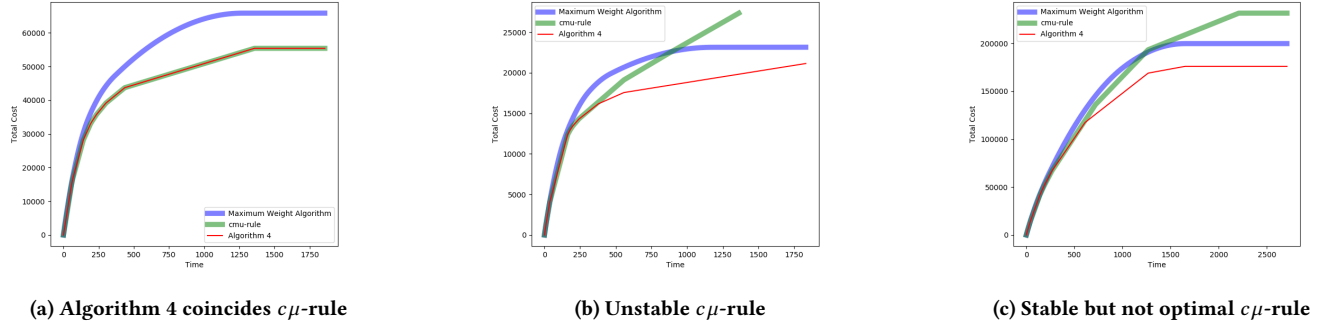 60000
50000
40000
30000
20000
10000
0
Total Cost
0 250 500 750 1000 1250 1500 1750
Time
Maximum Weight Algorithm
cmu-rule
Algorithm 4
(a) Algorithm 4 coincides cμ-rule
Maximum Weight Algorithm
cmu-rule
Algorithm 4
25000
20000
15000
10000
5000
0
Total Cost
0 250 500 750 1000 1250 1500 1750
Time
(b) Unstable cμ-rule
Maximum Weight Algorithm
cmu-rule
Algorithm 4
200000
150000
100000
50000
0
Total Cost
0 500 1000 1500 2000 2500
Time
(c) Stable but not optimal cμ-rule